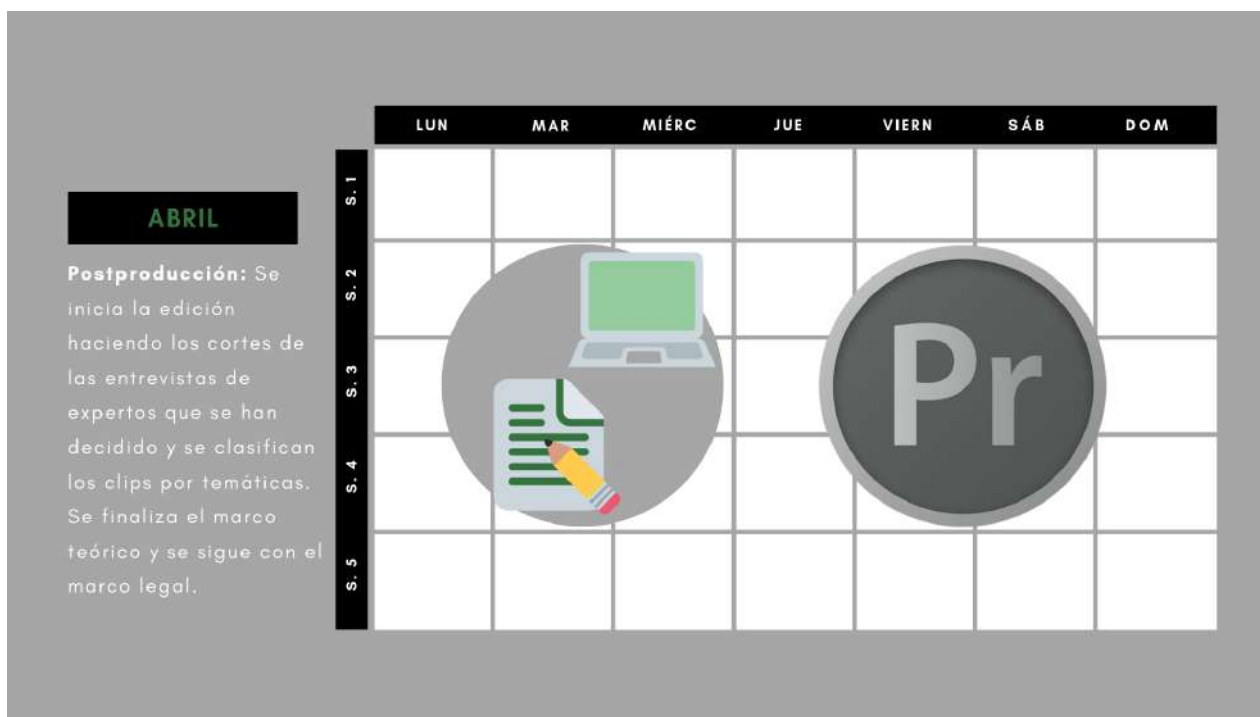 LUN MAR MIÉRC JUE VIERN SÁB DOM
ABRIL
Postproducción: Se
inicia la edición
haciendo los cortes de
las entrevistas de
expertos que se han
decidido y se clasifican
los clips por temáticas.
Se finaliza el marco
teórico y se sigue con el
marco legal.
S. 1
S. 2
S. 3
S. 4
S. 5
Pr